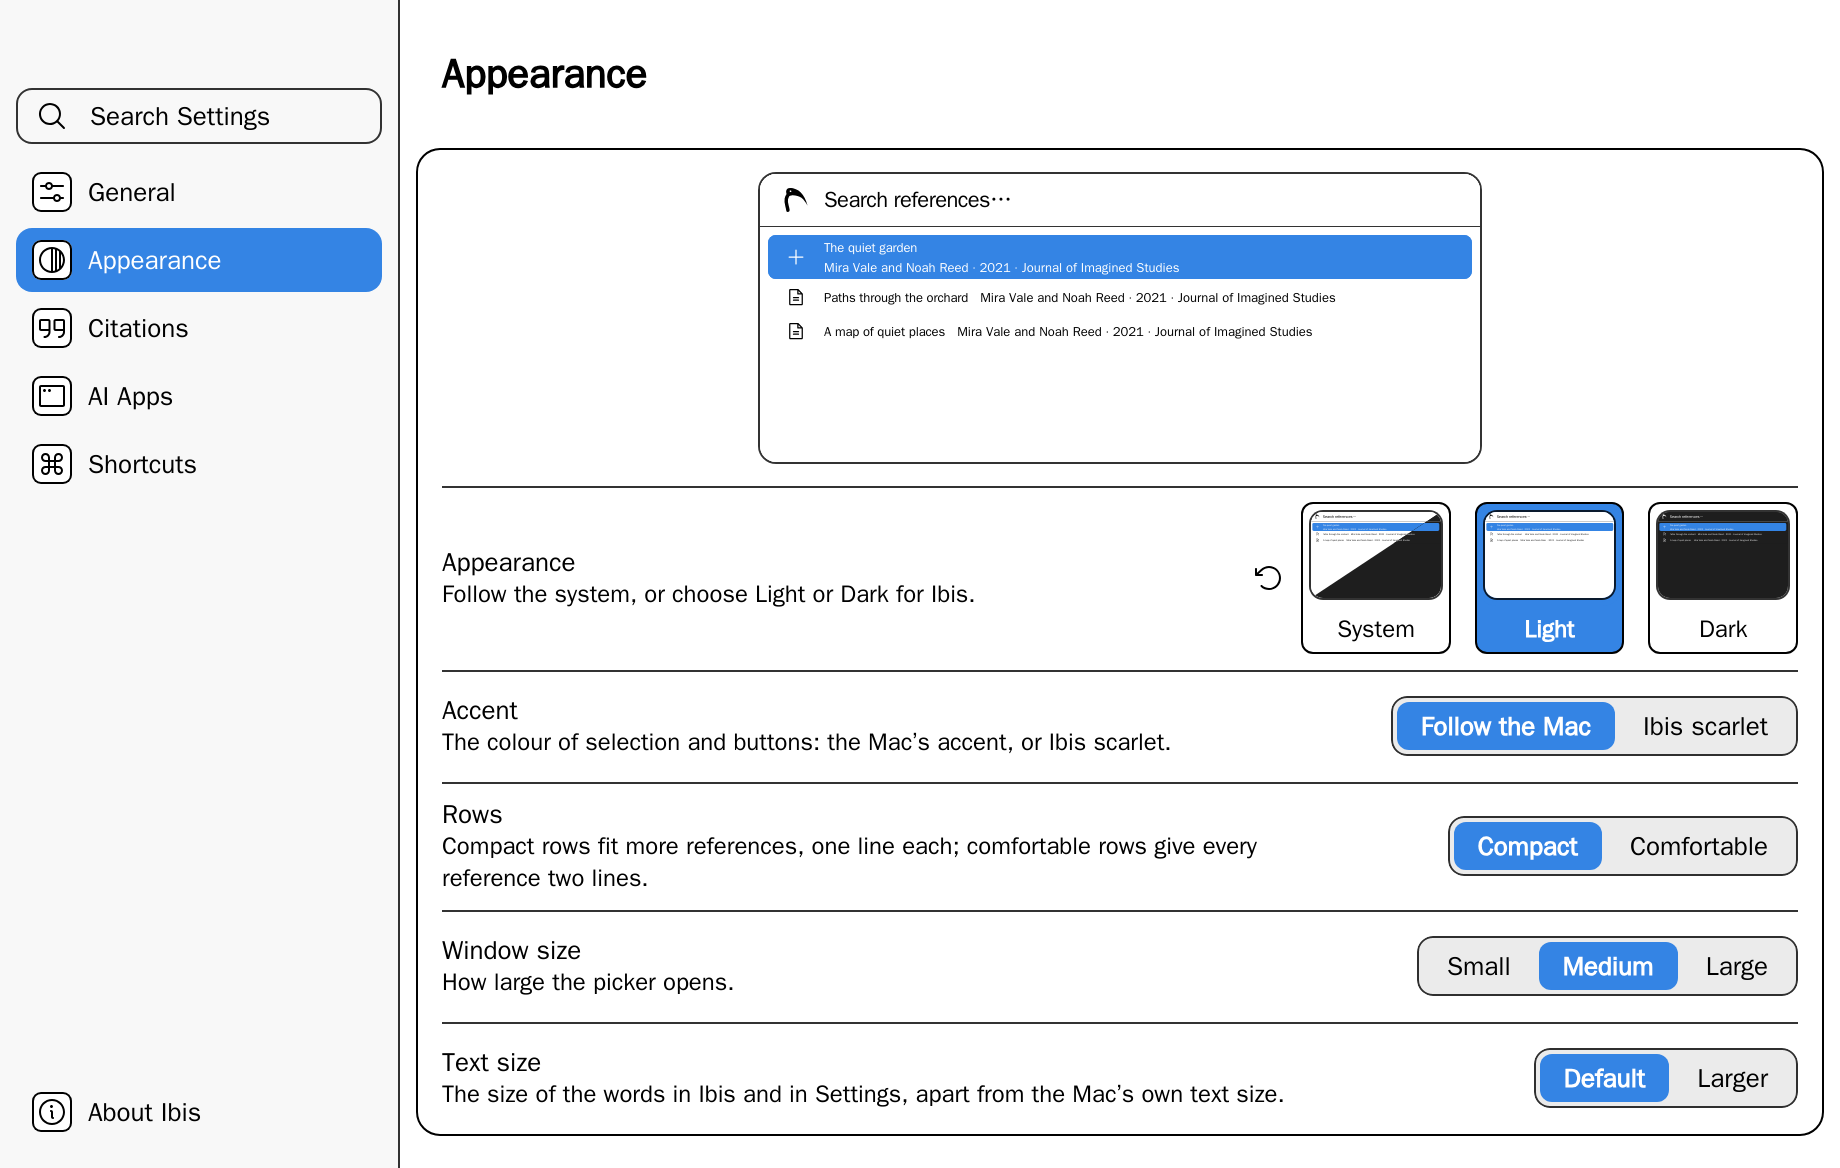 Appearance
Search Settings
General
Appearance
Citations
AI Apps
Shortcuts
About Ibis
Search references…
The quiet garden
Mira Vale and Noah Reed · 2021 · Journal of Imagined Studies
Paths through the orchard Mira Vale and Noah Reed · 2021 · Journal of Imagined Studies
A map of quiet places Mira Vale and Noah Reed · 2021 · Journal of Imagined Studies
Appearance
Follow the system, or choose Light or Dark for Ibis.
System
Light
Dark
Accent
The colour of selection and buttons: the Mac’s accent, or Ibis scarlet.
Follow the Mac
Ibis scarlet
Rows
Compact rows fit more references, one line each; comfortable rows give every
reference two lines.
Compact
Comfortable
Window size
How large the picker opens.
Small
Medium
Large
Text size
The size of the words in Ibis and in Settings, apart from the Mac’s own text size.
Default
Larger